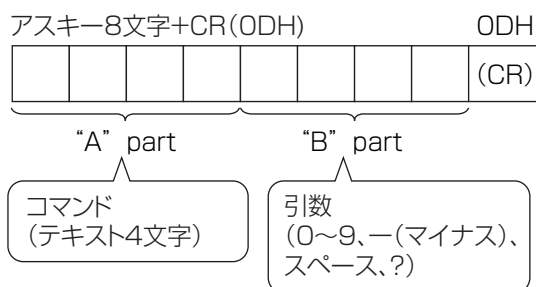 アスキー8文字+CR(0DH)
0DH
(CR)
“A” part
“B” part
コマンド
(テキスト4文字)
引数
(0～9、−(マイナス)、
スペース、?)